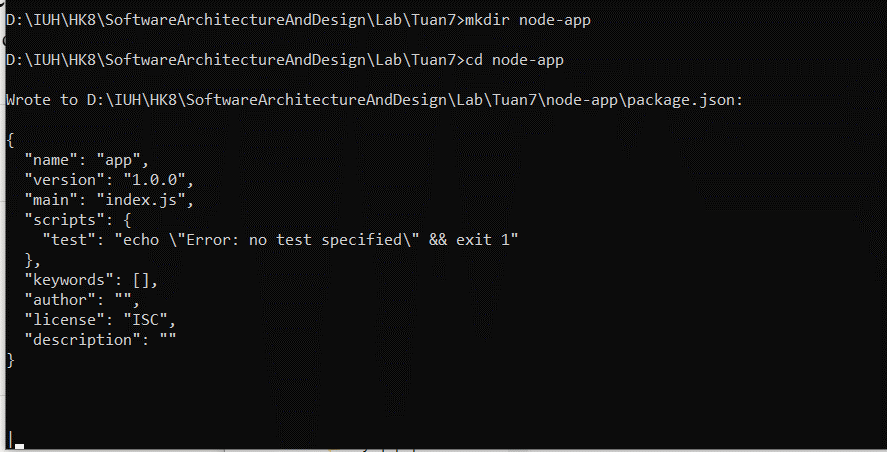 D:\IUH\HK8\SoftwareArchitectureAndDesign\Lab\Tuan7>mkdir node-app
D:\IUH\HK8\SoftwareArchitectureAndDesign\Lab\Tuan7>cd node-app
Wrote to D:\IUH\HK8\SoftwareArchitectureAndDesign\Lab\Tuan7\node-app\package.json:
{
  "name": "app",
  "version": "1.0.0",
  "main": "index.js",
  "scripts": {
    "test": "echo \"Error: no test specified\" && exit 1"
  },
  "keywords": [],
  "author": "",
  "license": "ISC",
  "description": ""
}